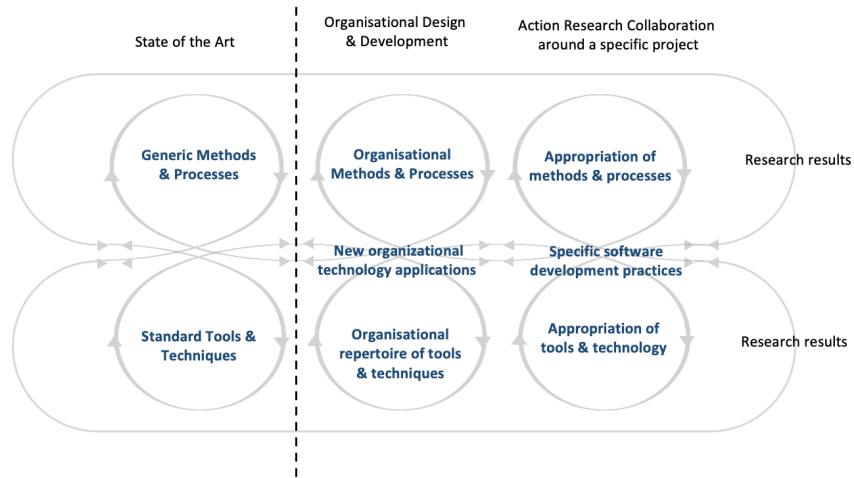 State of the Art
Organisational Design
& Development
Action Research Collaboration
around a specific project
Generic Methods
& Processes
Organisational
Methods & Processes
Appropriation of
methods & processes
Research results
New organizational
technology applications
Specific software
development practices
Standard Tools &
Techniques
Organisational
repertoire of tools
& techniques
Appropriation of
tools & technology
Research results